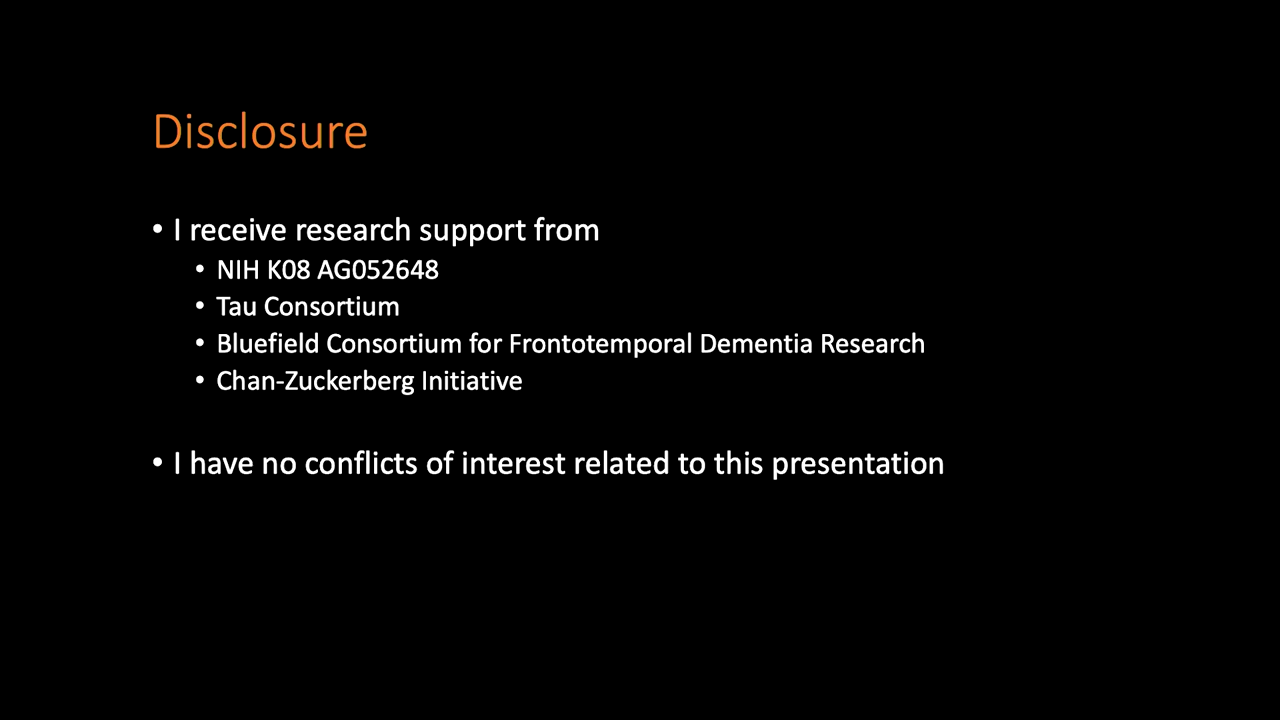 Disclosure
• I receive research support from
• NIH K08 AG052648
• Tau Consortium
• Bluefield Consortium for Frontotemporal Dementia Research
• Chan-Zuckerberg Initiative
• I have no conflicts of interest related to this presentation